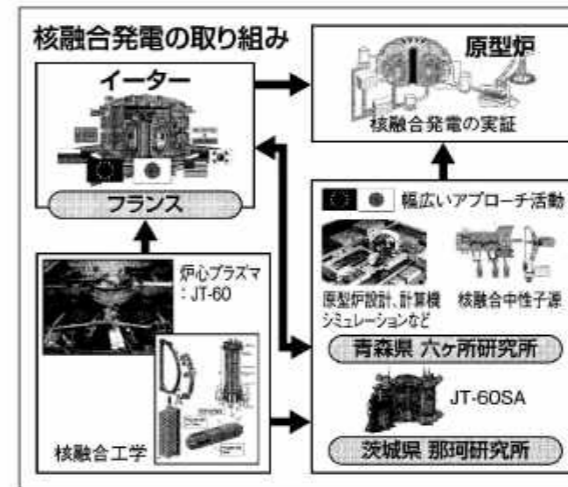 核融合発電の取り組み
イーター
フランス
原型炉
核融合発電の実証
幅広いアプローチ活動
原型炉設計、計算機
シミュレーションなど
核融合中性子源
青森県 六ヶ所研究所
JT-60SA
茨城県 那珂研究所
炉心プラズマ
:JT-60
核融合工学